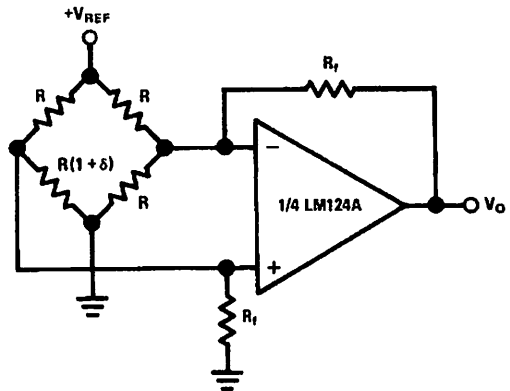 +VREF
R
R
Rf
R(1 + δ)
R
−
1/4 LM124A
VO
+
Rf